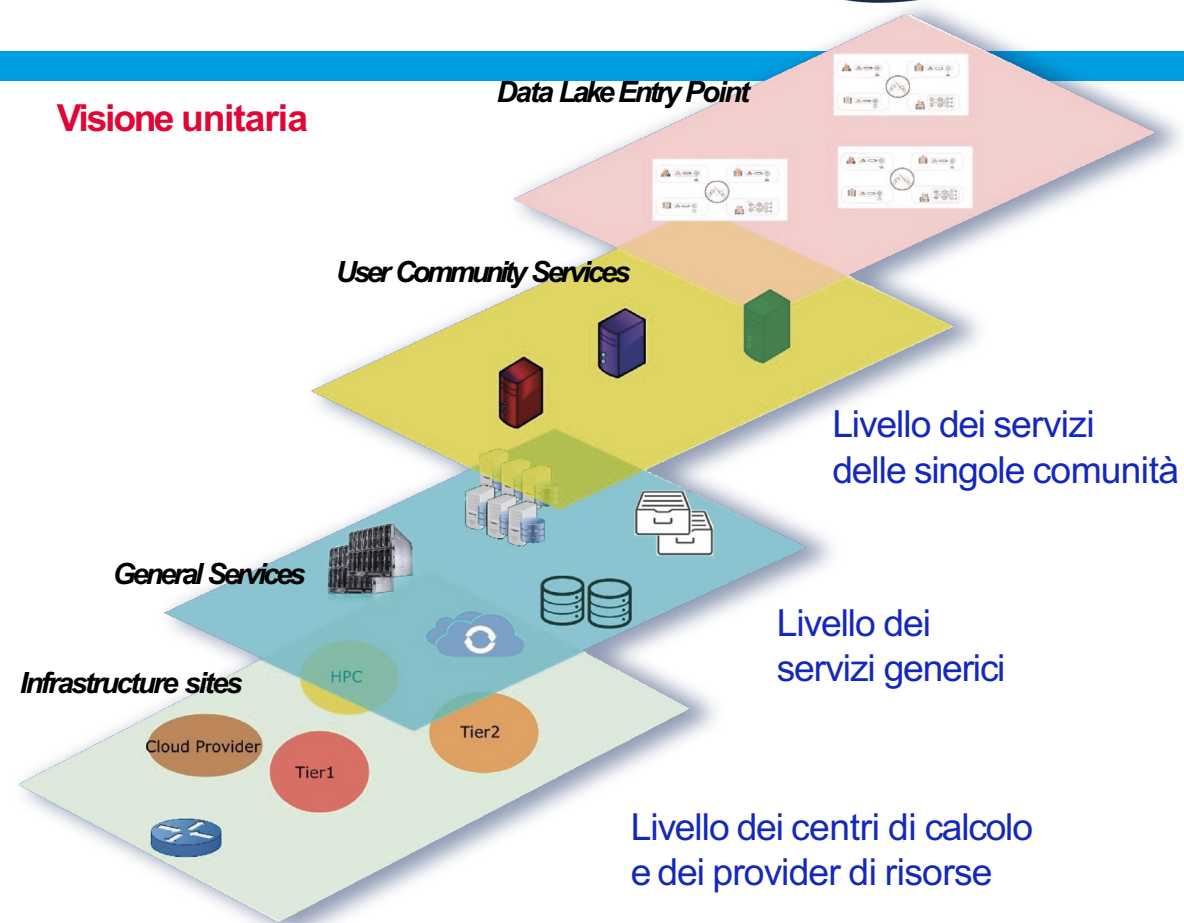 Data Lake Entry Point
Visione unitaria
User Community Services
Livello dei servizi
delle singole comunità
General Services
Livello dei
servizi generici
Infrastructure sites
HPC
Cloud Provider
Tier2
Tier1
Livello dei centri di calcolo
e dei provider di risorse